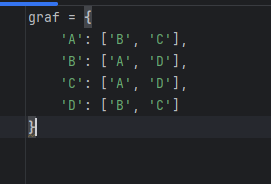 graf = {
    'A': ['B', 'C'],
    'B': ['A', 'D'],
    'C': ['A', 'D'],
    'D': ['B', 'C']
}